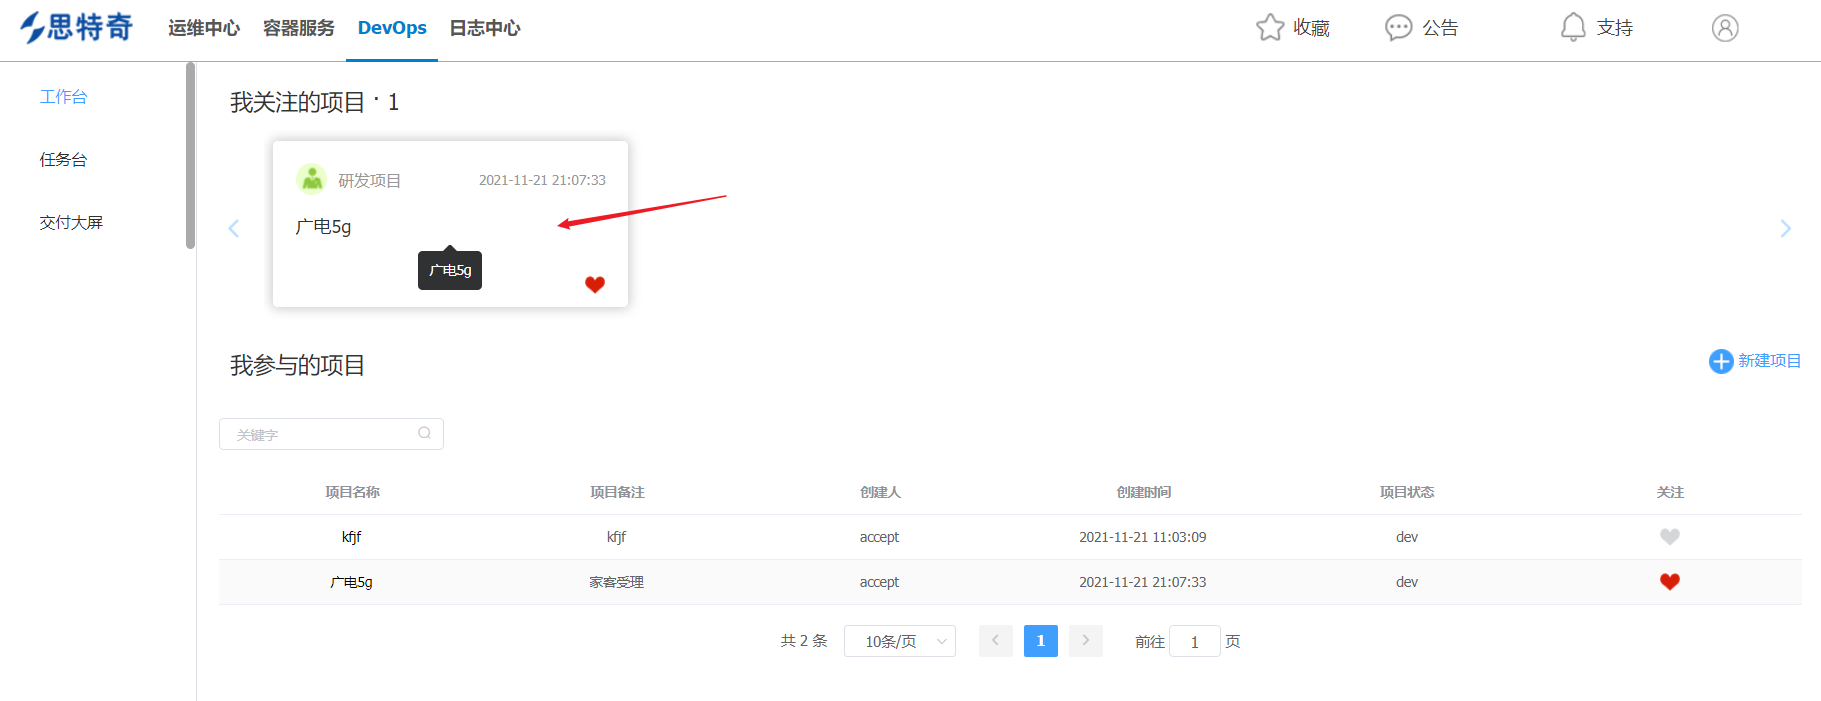 思特奇 运维中心 容器服务 DevOps 日志中心 收藏 公告 支持
工作台
任务台
交付大屏
我关注的项目 · 1
研发项目 2021-11-21 21:07:33
广电5g
广电5g
我参与的项目
新建项目
关键字
项目名称 项目备注 创建人 创建时间 项目状态 关注
kfjf kfjf accept 2021-11-21 11:03:09 dev
广电5g 家客受理 accept 2021-11-21 21:07:33 dev
共 2 条 10条/页 1 前往 1 页